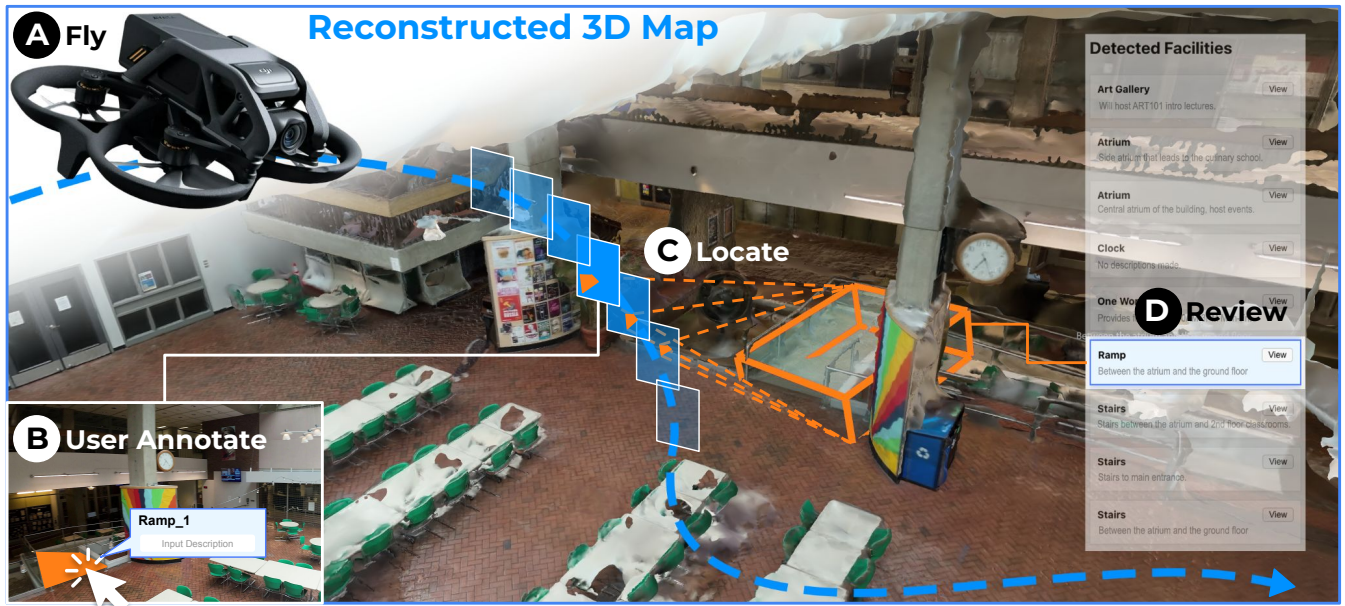 A Fly
Reconstructed 3D Map
dji
C Locate
B User Annotate
Ramp_1
Input Description
Detected Facilities
Art Gallery
View
Will host ART101 intro lectures.
Atrium
View
Side atrium that leads to the culinary school.
Atrium
View
Central atrium of the building, host events.
Clock
View
No descriptions made.
One
View
Provides
D Review
Ramp
View
Between the atrium and the ground floor
Stairs
View
Stairs between the atrium and 2nd floor classrooms.
Stairs
View
Stairs to main entrance.
Stairs
View
Between the atrium and the ground floor